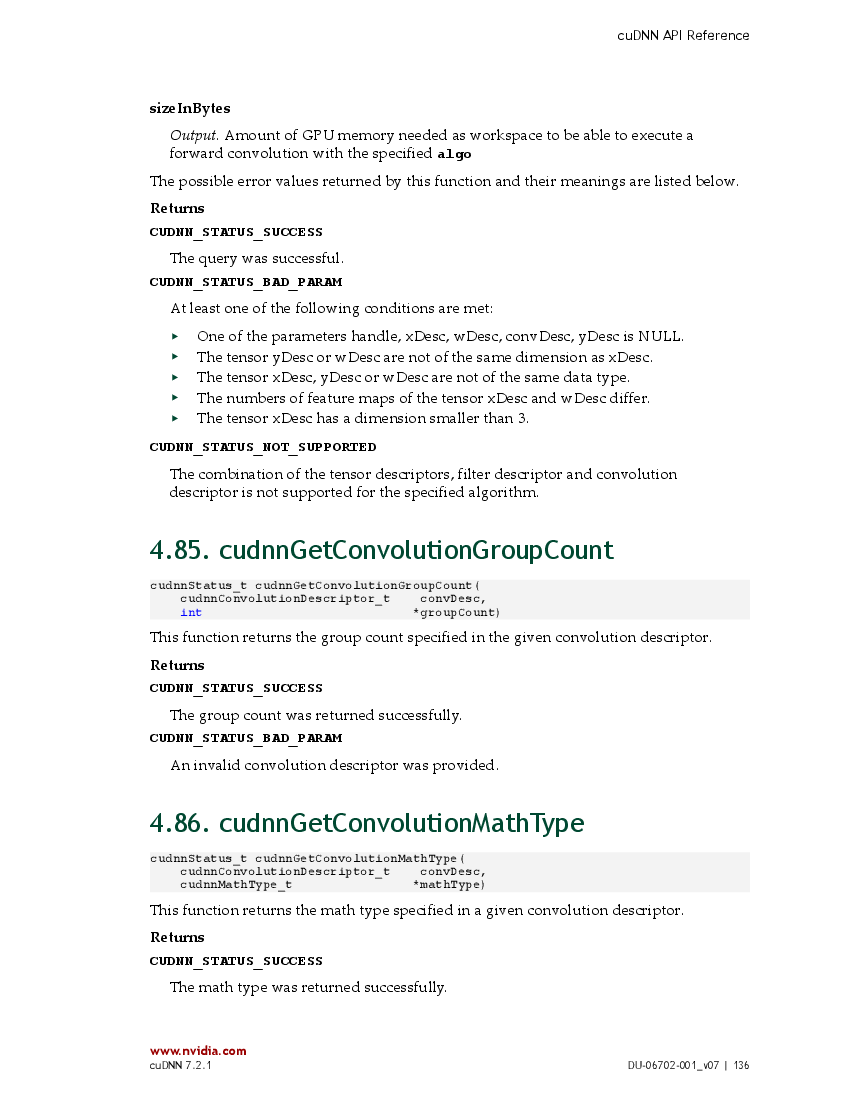 cuDNN API Reference
sizeInBytes
Output. Amount of GPU memory needed as workspace to be able to execute a
forward convolution with the specified algo
The possible error values returned by this function and their meanings are listed below.
Returns
CUDNN_STATUS_SUCCESS
The query was successful.
CUDNN_STATUS_BAD_PARAM
At least one of the following conditions are met:
▸ One of the parameters handle, xDesc, wDesc, convDesc, yDesc is NULL.
▸ The tensor yDesc or wDesc are not of the same dimension as xDesc.
▸ The tensor xDesc, yDesc or wDesc are not of the same data type.
▸ The numbers of feature maps of the tensor xDesc and wDesc differ.
▸ The tensor xDesc has a dimension smaller than 3.
CUDNN_STATUS_NOT_SUPPORTED
The combination of the tensor descriptors, filter descriptor and convolution
descriptor is not supported for the specified algorithm.
4.85. cudnnGetConvolutionGroupCount
cudnnStatus_t cudnnGetConvolutionGroupCount(
cudnnConvolutionDescriptor_t convDesc,
int *groupCount)
This function returns the group count specified in the given convolution descriptor.
Returns
CUDNN_STATUS_SUCCESS
The group count was returned successfully.
CUDNN_STATUS_BAD_PARAM
An invalid convolution descriptor was provided.
4.86. cudnnGetConvolutionMathType
cudnnStatus_t cudnnGetConvolutionMathType(
cudnnConvolutionDescriptor_t convDesc,
cudnnMathType_t *mathType)
This function returns the math type specified in a given convolution descriptor.
Returns
CUDNN_STATUS_SUCCESS
The math type was returned successfully.
www.nvidia.com
cuDNN 7.2.1 DU-06702-001_v07 | 136